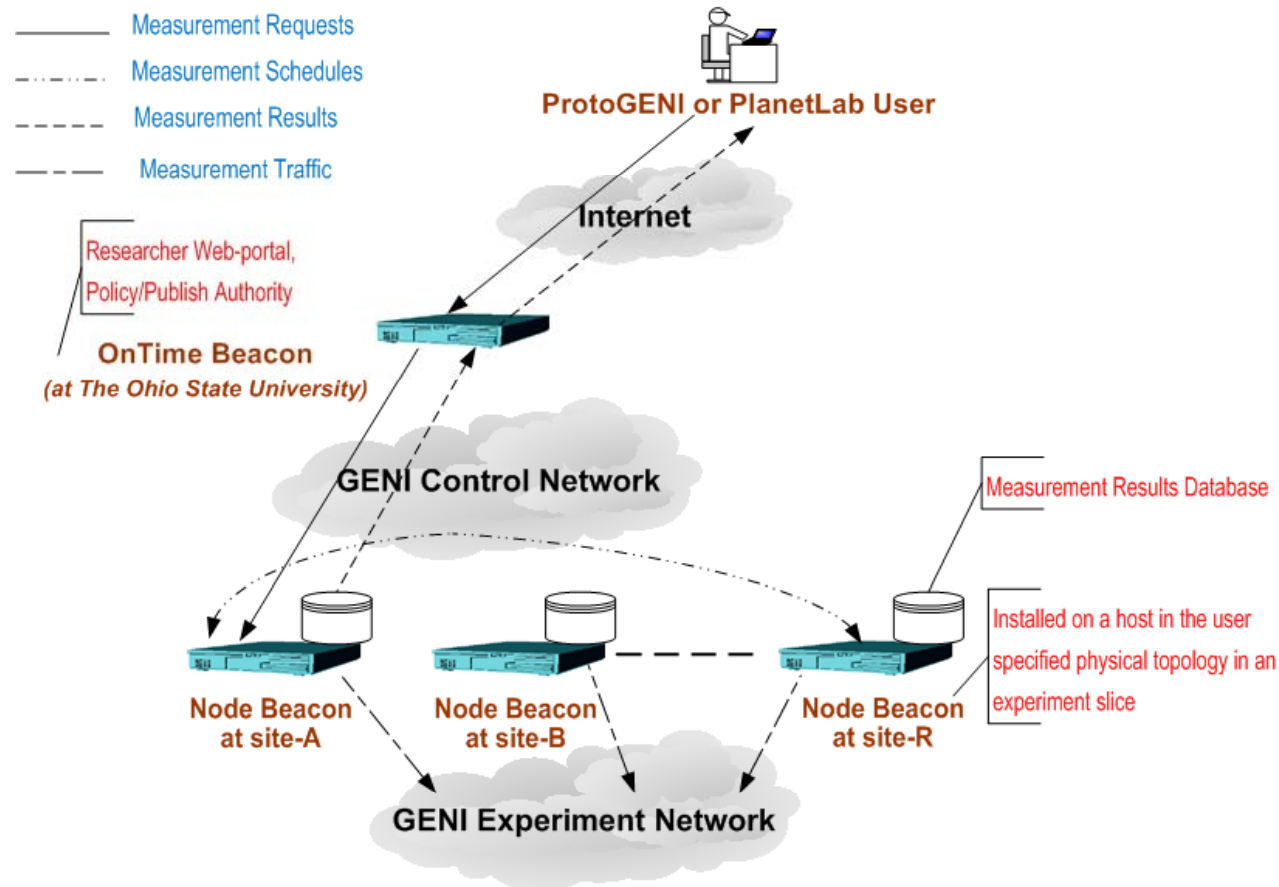 Measurement Requests
Measurement Schedules
Measurement Results
Measurement Traffic
ProtoGENI or PlanetLab User
Internet
Researcher Web-portal,
Policy/Publish Authority
OnTime Beacon
(at The Ohio State University)
GENI Control Network
Measurement Results Database
Installed on a host in the user
specified physical topology in an
experiment slice
Node Beacon
at site-A
Node Beacon
at site-B
Node Beacon
at site-R
GENI Experiment Network